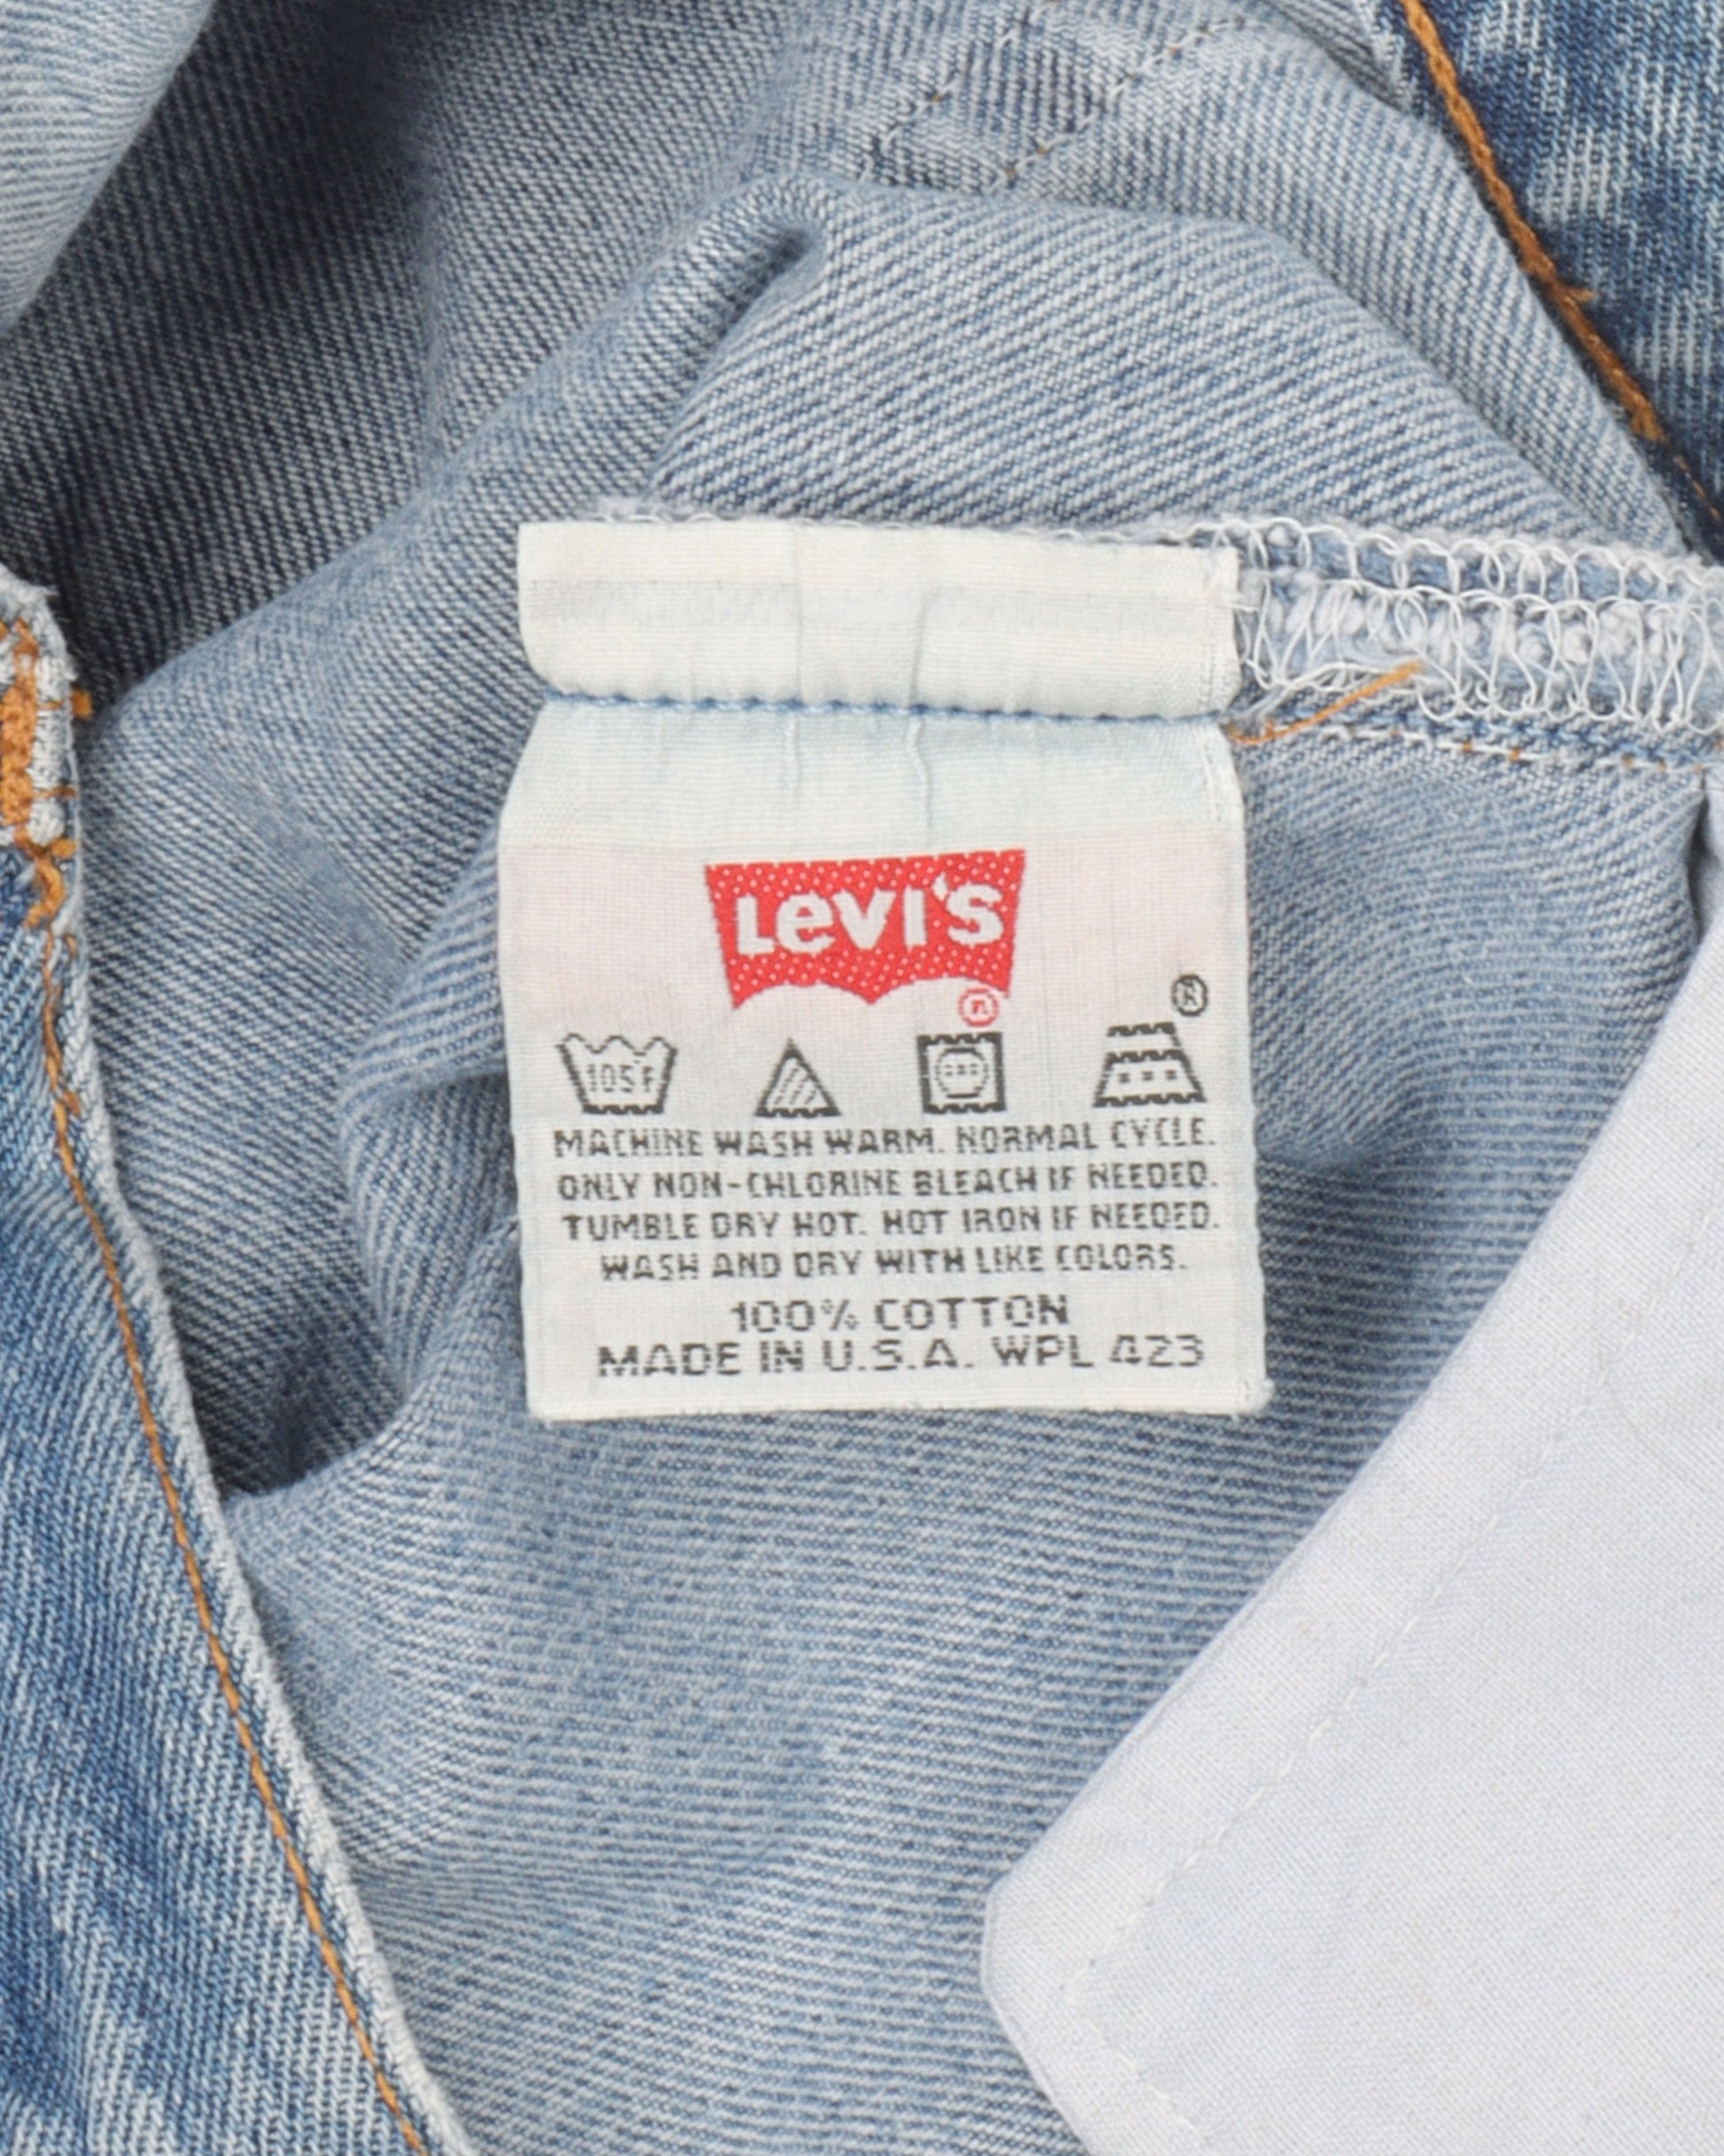 Levi's
®
®
105°F
MACHINE WASH WARM. NORMAL CYCLE.
ONLY NON-CHLORINE BLEACH IF NEEDED.
TUMBLE DRY HOT. HOT IRON IF NEEDED.
WASH AND DRY WITH LIKE COLORS.
100% COTTON
MADE IN U.S.A. WPL 423